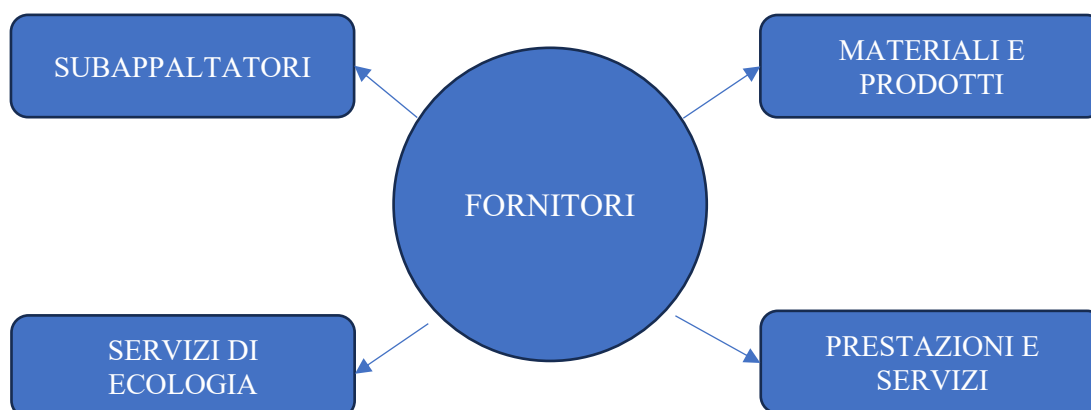 SUBAPPALTATORI
MATERIALI E
PRODOTTI
FORNITORI
SERVIZI DI
ECOLOGIA
PRESTAZIONI E
SERVIZI